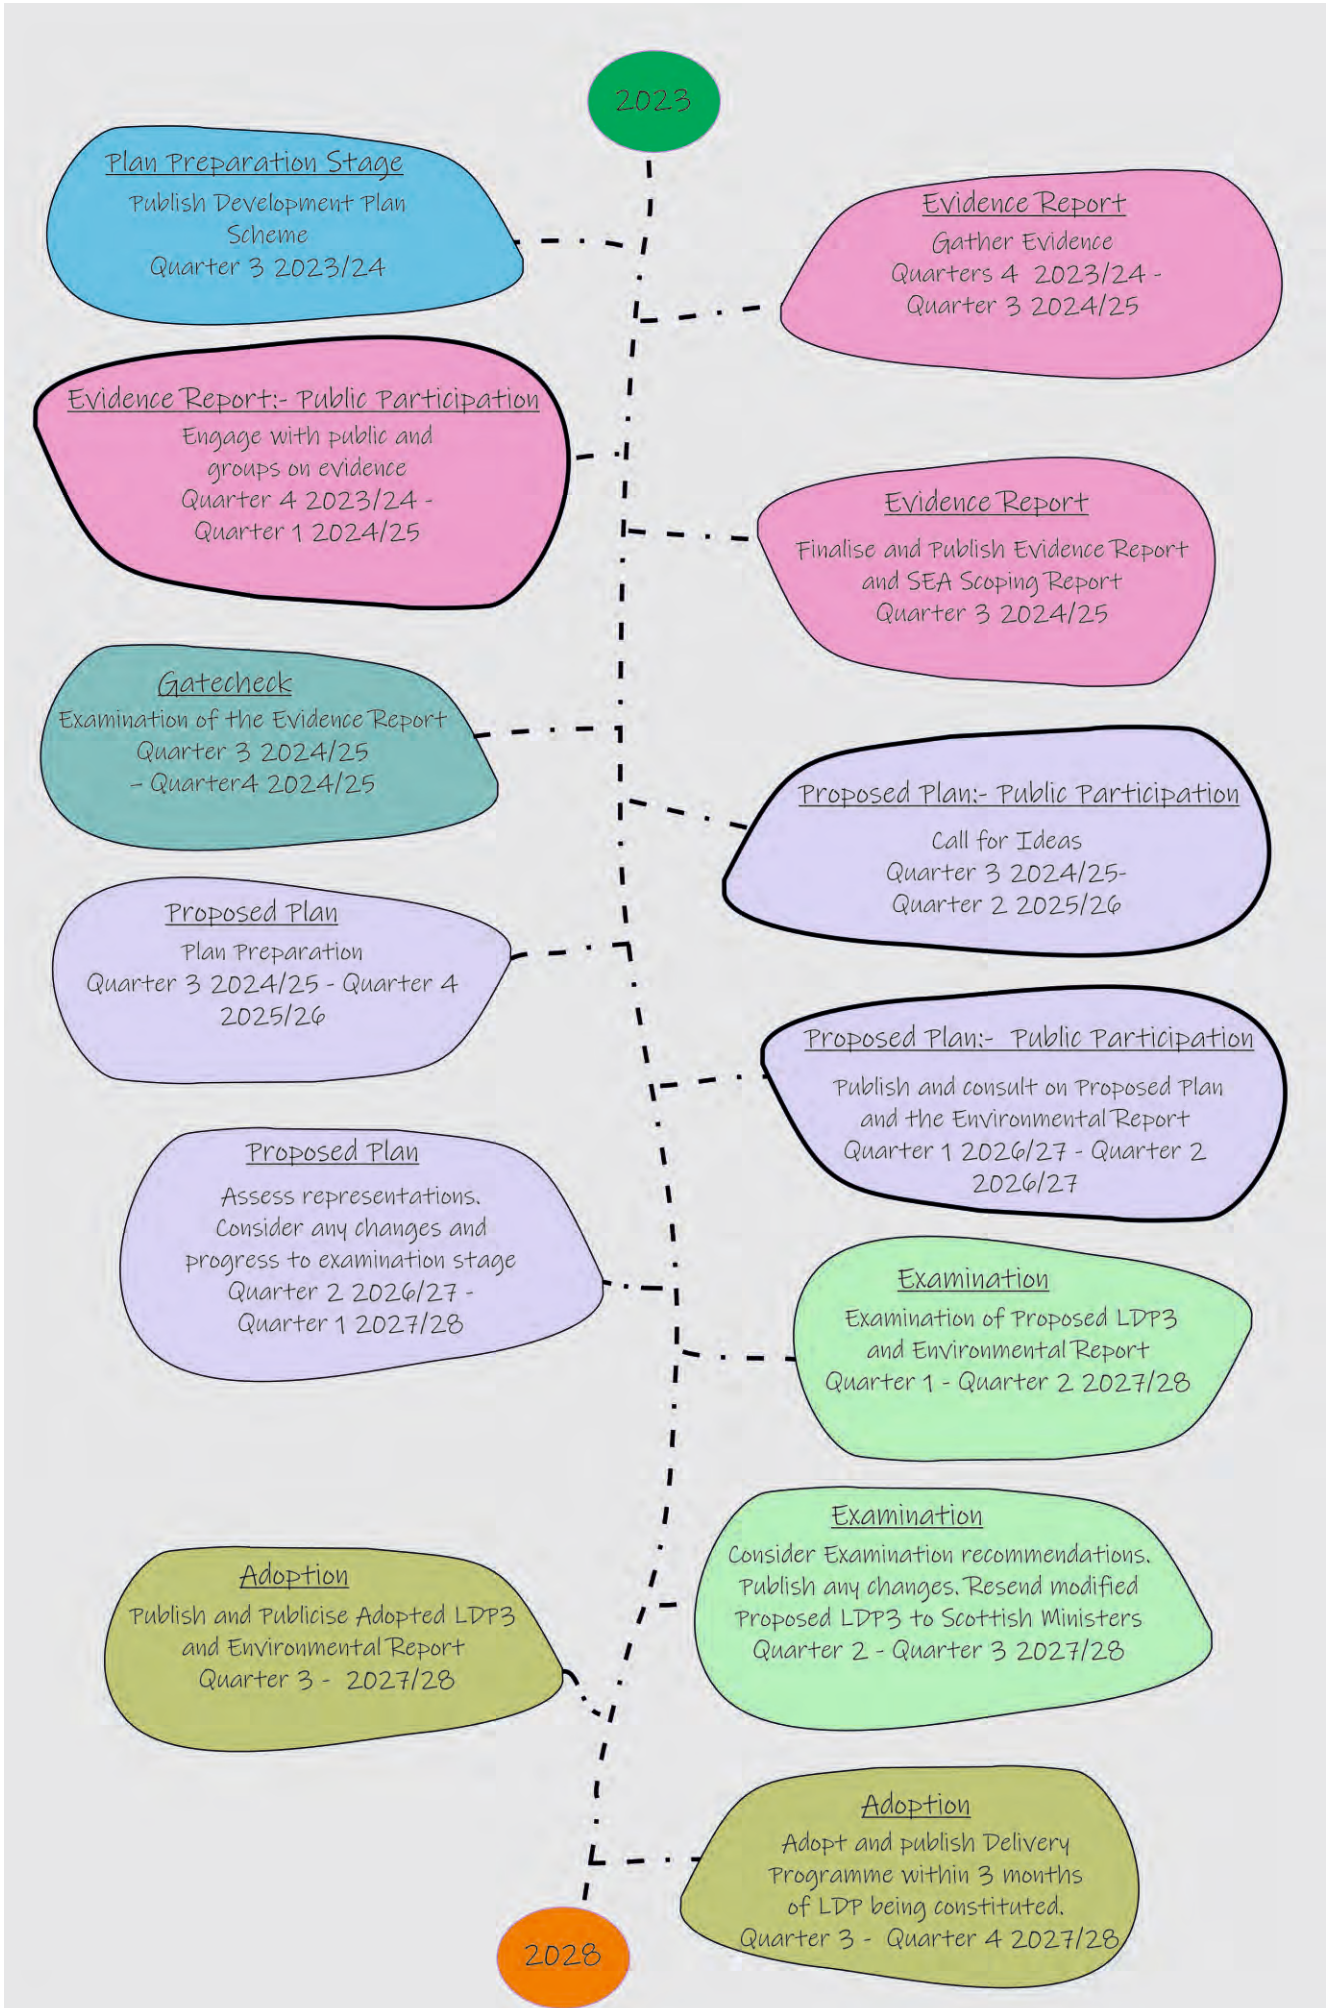 2023
Plan Preparation Stage
Publish Development Plan
Scheme
Quarter 3 2023/24
Evidence Report
Gather Evidence
Quarters 4 2023/24 -
Quarter 3 2024/25
Evidence Report:- Public Participation
Engage with public and
groups on evidence
Quarter 4 2023/24 -
Quarter 1 2024/25
Evidence Report
Finalise and Publish Evidence Report
and SEA Scoping Report
Quarter 3 2024/25
Gatecheck
Examination of the Evidence Report
Quarter 3 2024/25
– Quarter4 2024/25
Proposed Plan:- Public Participation
Call for Ideas
Quarter 3 2024/25-
Quarter 2 2025/26
Proposed Plan
Plan Preparation
Quarter 3 2024/25 - Quarter 4
2025/26
Proposed Plan:- Public Participation
Publish and consult on Proposed Plan
and the Environmental Report
Quarter 1 2026/27 - Quarter 2
2026/27
Proposed Plan
Assess representations.
Consider any changes and
progress to examination stage
Quarter 2 2026/27 -
Quarter 1 2027/28
Examination
Examination of Proposed LDP3
and Environmental Report
Quarter 1 - Quarter 2 2027/28
Examination
Consider Examination recommendations.
Publish any changes. Resend modified
Proposed LDP3 to Scottish Ministers
Quarter 2 - Quarter 3 2027/28
Adoption
Publish and Publicise Adopted LDP3
and Environmental Report
Quarter 3 - 2027/28
Adoption
Adopt and publish Delivery
Programme within 3 months
of LDP being constituted.
Quarter 3 - Quarter 4 2027/28
2028